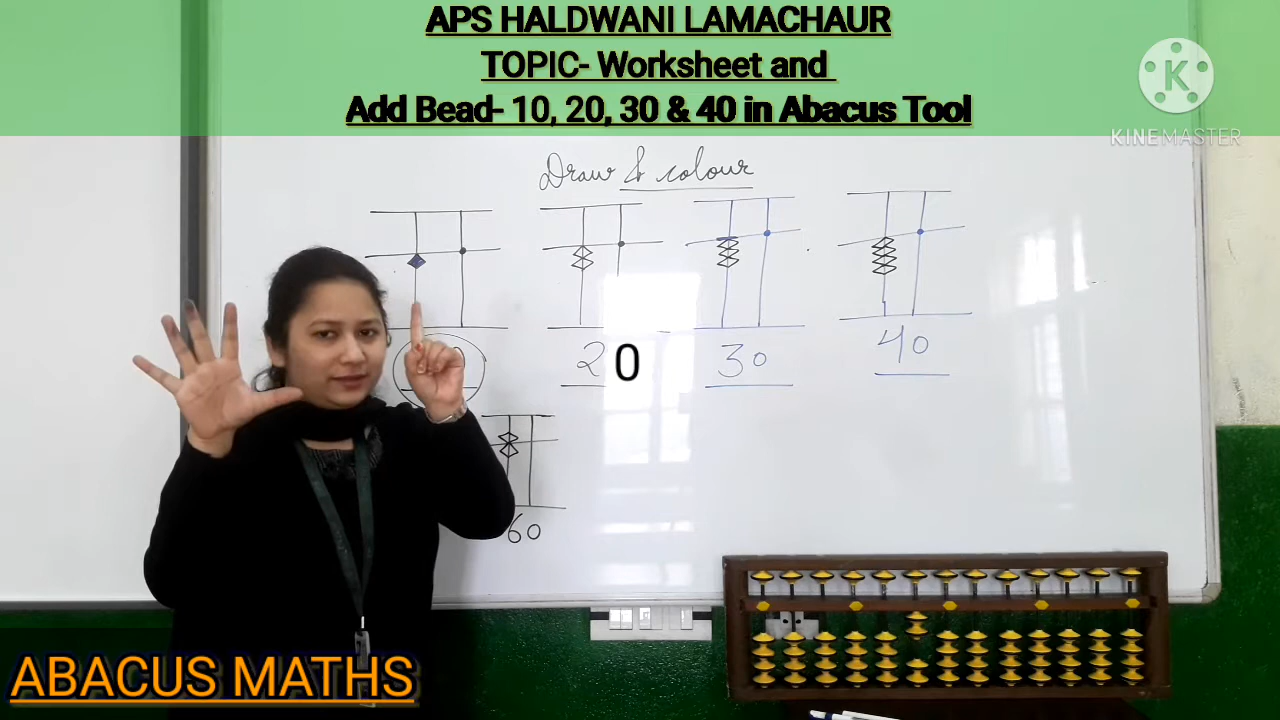 APS HALDWANI LAMACHAUR
TOPIC- Worksheet and
Add Bead- 10, 20, 30 & 40 in Abacus Tool
KINEMASTER
Draw & colour
20
30
40
60
ABACUS MATHS